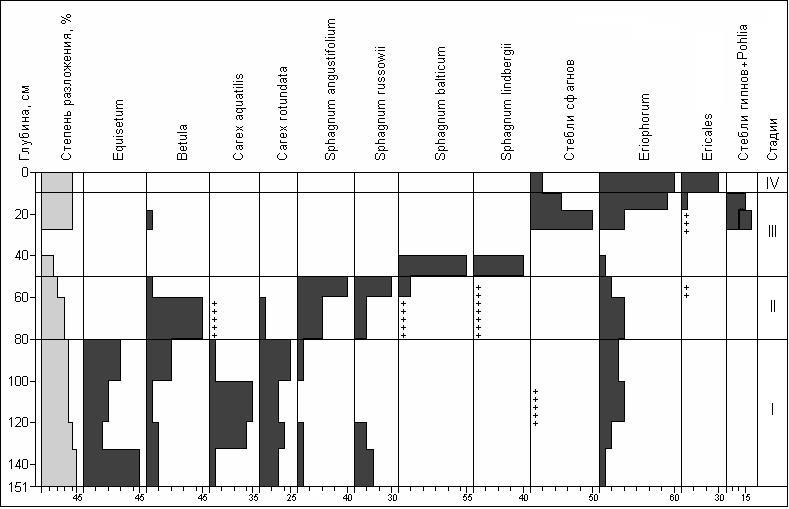 Глубина, см
Степень разложения, %
Equisetum
Betula
Carex aquatilis
Carex rotundata
Sphagnum angustifolium
Sphagnum russowii
Sphagnum balticum
Sphagnum lindbergii
Стебли сфагнов
Eriophorum
Ericales
Стебли гипнов+Pohlia
Стадии
0
20
40
60
80
100
120
140
151
IV
III
II
I
45
45
45
35
25
40
30
55
40
50
60
30
15